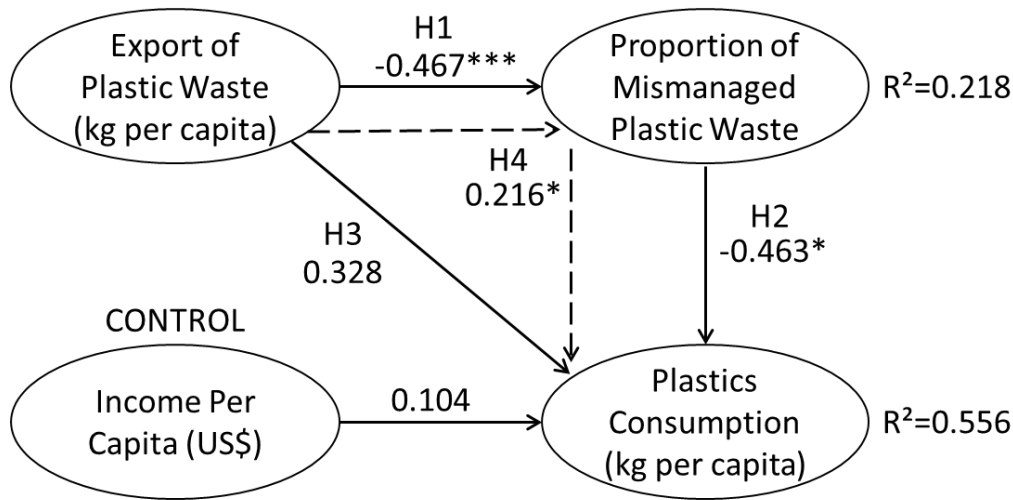 Export of
Plastic Waste
(kg per capita)
H1
-0.467***
Proportion of
Mismanaged
Plastic Waste
R²=0.218
H4
0.216*
H2
-0.463*
H3
0.328
CONTROL
Income Per
Capita (US$)
0.104
Plastics
Consumption
(kg per capita)
R²=0.556